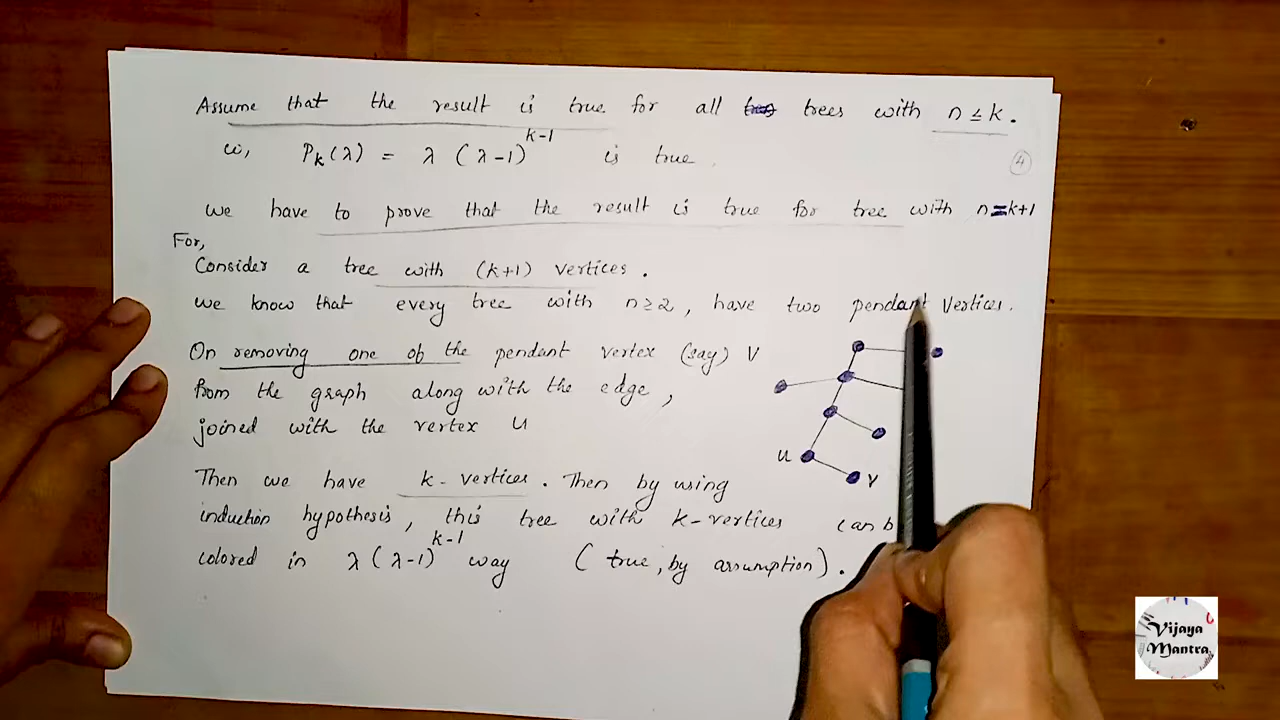 Assume that the result is true for all trees with n ≤ k.
ie, Pk(λ) = λ (λ-1)^k-1 is true.
4
We have to prove that the result is true for tree with n=k+1
For,
Consider a tree with (k+1) vertices.
We know that every tree with n≥2, have two pendant vertices.
On removing one of the pendant vertex (say) V
from the graph along with the edge,
joined with the vertex U
U
V
Then we have k-vertices. Then by using
induction hypothesis, this tree with k-vertices can b
colored in λ(λ-1)^k-1 way (true, by assumption).
Vijaya
Mantra